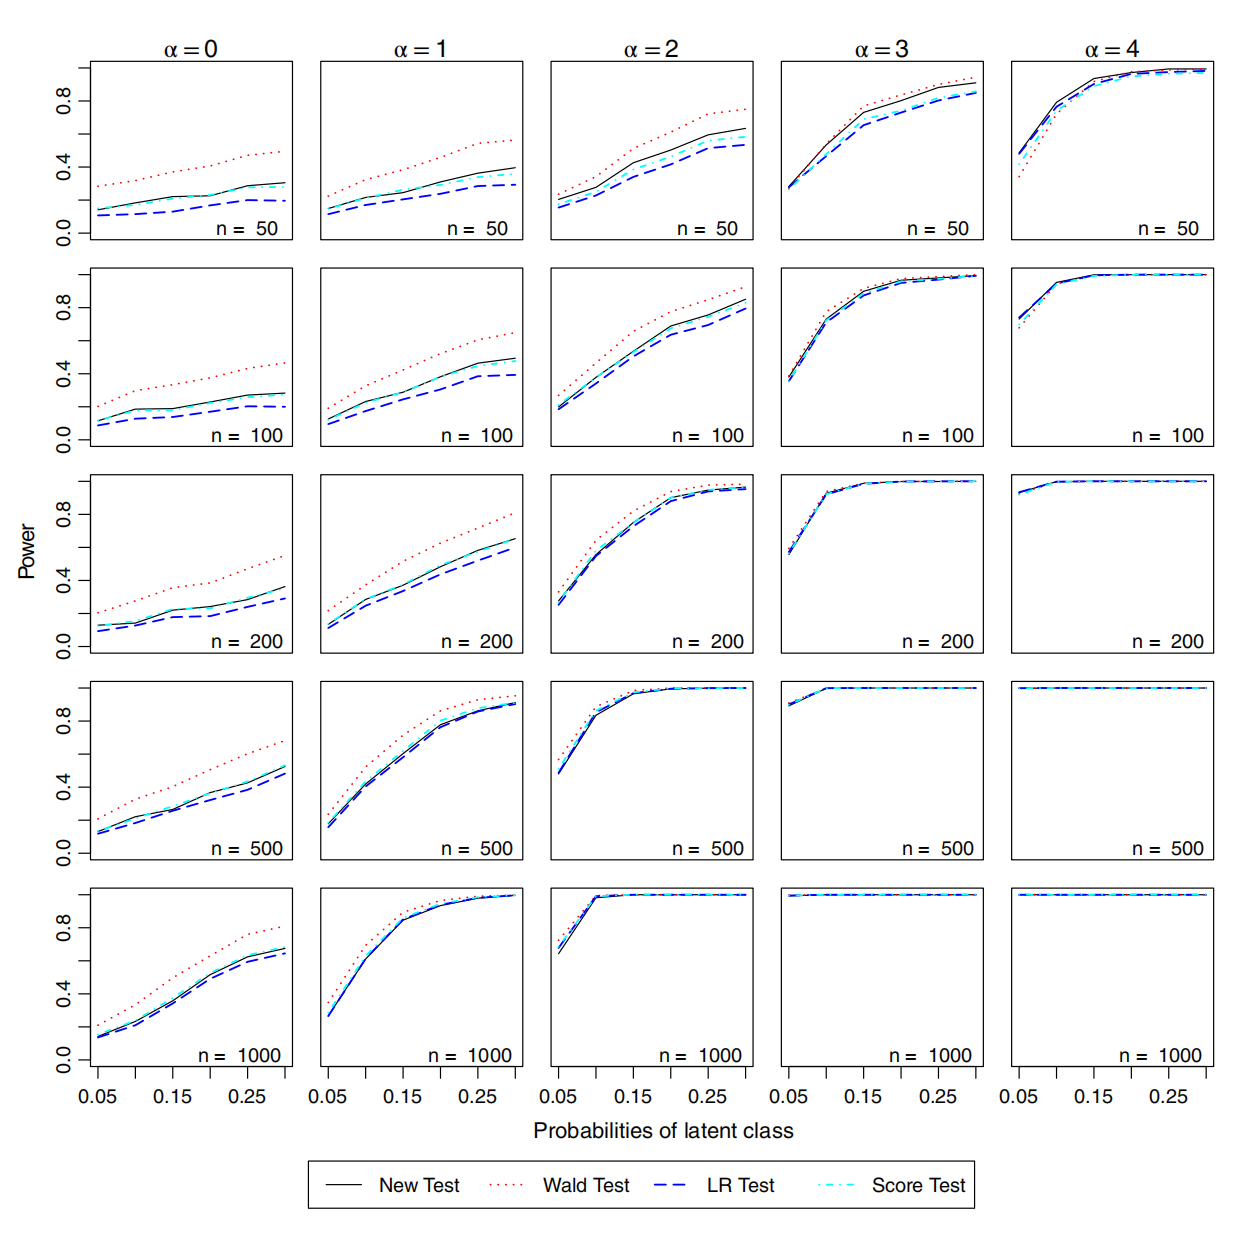 α = 0 α = 1 α = 2 α = 3 α = 4
0.0 0.4 0.8
n = 50 n = 50 n = 50 n = 50 n = 50
0.0 0.4 0.8
n = 100 n = 100 n = 100 n = 100 n = 100
Power
0.0 0.4 0.8
n = 200 n = 200 n = 200 n = 200 n = 200
0.0 0.4 0.8
n = 500 n = 500 n = 500 n = 500 n = 500
0.0 0.4 0.8
n = 1000 n = 1000 n = 1000 n = 1000 n = 1000
0.05 0.15 0.25 0.05 0.15 0.25 0.05 0.15 0.25 0.05 0.15 0.25 0.05 0.15 0.25
Probabilities of latent class
New Test Wald Test LR Test Score Test